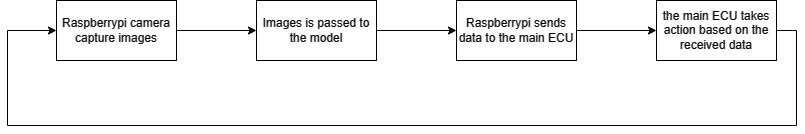 Raspberrypi camera
capture images
Images is passed to
the model
Raspberrypi sends
data to the main ECU
the main ECU takes
action based on the
received data